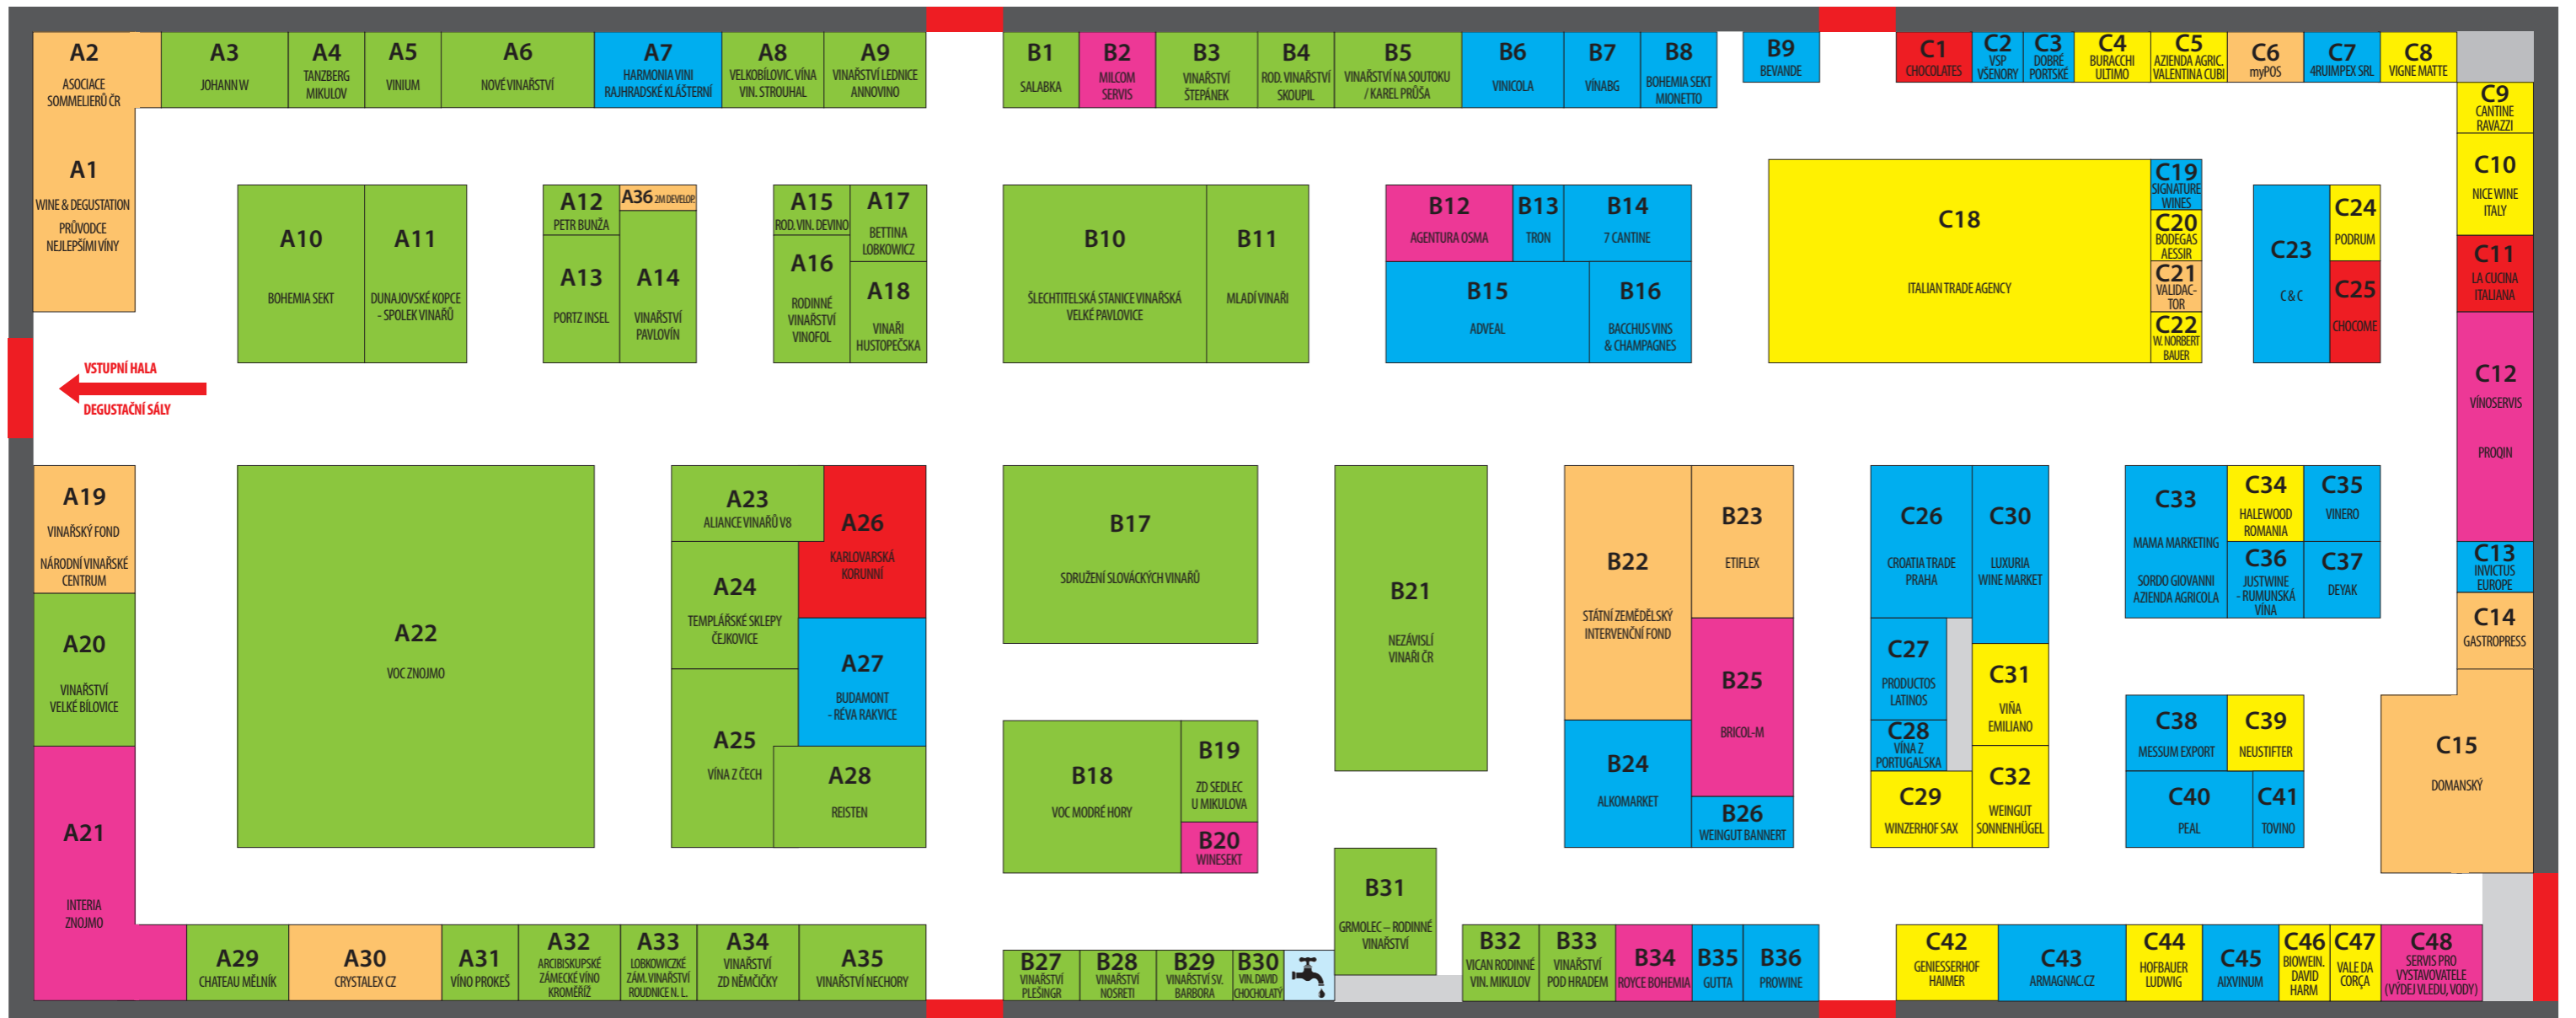 A2
ASOCIACE
SOMMELIERŮ ČR
A1
WINE & DEGUSTATION
PRŮVODCE
NEJLEPŠÍMI VÍNY
A3
JOHANN W
A4
TANZBERG
MIKULOV
A5
VINIUM
A6
NOVÉ VINAŘSTVÍ
A7
HARMONIA VINI
RAJHRADSKÉ KLÁŠTERNÍ
A8
VELKOBÍLOVIC. VÍNA
VIN. STROUHAL
A9
VINAŘSTVÍ LEDNICE
ANNOVINO
B1
SALABKA
B2
MILCOM
SERVIS
B3
VINAŘSTVÍ
ŠTEPÁNEK
B4
ROD. VINAŘSTVÍ
SKOUPIL
B5
VINAŘSTVÍ NA SOUTOKU
/ KAREL PRŮŠA
B6
VINICOLA
B7
VÍNABG
B8
BOHEMIA SEKT
MIONETTO
B9
BEVANDE
C1
CHOCOLATES
C2
VSP
VŠENORY
C3
DOBRÉ
PORTSKÉ
C4
BURACCHI
ULTIMO
C5
AZIENDA AGRIC.
VALENTINA CUBI
C6
myPOS
C7
4RUIMPEX SRL
C8
VIGNE MATTE
C9
CANTINE
RAVAZZI
C10
NICE WINE
ITALY
C11
LA CUCINA
ITALIANA
C12
VÍNOSERVIS
PROQIN
C13
INVICTUS
EUROPE
C14
GASTROPRESS
C15
DOMANSKÝ
A10
BOHEMIA SEKT
A11
DUNAJOVSKÉ KOPCE
- SPOLEK VINAŘŮ
A12
PETR BUNŽA
A36 2M DEVELOP.
A13
PORTZ INSEL
A14
VINAŘSTVÍ
PAVLOVÍN
A15
ROD. VIN. DEVINO
A16
RODINNÉ
VINAŘSTVÍ
VINOFOL
A17
BETTINA
LOBKOWICZ
A18
VINAŘI
HUSTOPEČSKA
B10
ŠLECHTITELSKÁ STANICE VINAŘSKÁ
VELKÉ PAVLOVICE
B11
MLADÍ VINAŘI
B12
AGENTURA OSMA
B13
TRON
B14
7 CANTINE
B15
ADVEAL
B16
BACCHUS VINS
& CHAMPAGNES
C18
ITALIAN TRADE AGENCY
C19
SIGNATURE
WINES
C20
BODEGAS
AESSIR
C21
VALIDAC-
TOR
C22
W. NORBERT
BAUER
C23
C & C
C24
PODRUM
C25
CHOCOME
VSTUPNÍ HALA
DEGUSTAČNÍ SÁLY
A19
VINAŘSKÝ FOND
NÁRODNÍ VINAŘSKÉ
CENTRUM
A20
VINAŘSTVÍ
VELKÉ BÍLOVICE
A21
INTERIA
ZNOJMO
A22
VOC ZNOJMO
A23
ALIANCE VINAŘŮ V8
A24
TEMPLÁŘSKÉ SKLEPY
ČEJKOVICE
A25
VÍNA Z ČECH
A26
KARLOVARSKÁ
KORUNNÍ
A27
BUDAMONT
- RÉVA RAKVICE
A28
REISTEN
B17
SDRUŽENÍ SLOVÁCKÝCH VINAŘŮ
B18
VOC MODRÉ HORY
B19
ZD SEDLEC
U MIKULOVA
B20
WINESEKT
B21
NEZÁVISLÍ
VINAŘI ČR
B22
STÁTNÍ ZEMĚDĚLSKÝ
INTERVENČNÍ FOND
B23
ETIFLEX
B24
ALKOMARKET
B25
BRICOL-M
B26
WEINGUT BANNERT
C26
CROATIA TRADE
PRAHA
C27
PRODUCTOS
LATINOS
C28
VÍNA Z
PORTUGALSKA
C29
WINZERHOF SAX
C30
LUXURIA
WINE MARKET
C31
VIÑA
EMILIANO
C32
WEINGUT
SONNENHÜGEL
C33
MAMA MARKETING
SORDO GIOVANNI
AZIENDA AGRICOLA
C34
HALEWOOD
ROMANIA
C35
VINERO
C36
JUSTWINE
- RUMUNSKÁ
VÍNA
C37
DEYAK
C38
MESSUM EXPORT
C39
NEUSTIFTER
C40
PEAL
C41
TOVINO
A29
CHATEAU MĚLNÍK
A30
CRYSTALEX CZ
A31
VÍNO PROKEŠ
A32
ARCIBISKUPSKÉ
ZÁMECKÉ VÍNO
KROMĚŘÍŽ
A33
LOBKOWICZKÉ
ZÁM. VINAŘSTVÍ
ROUDNICE N. L.
A34
VINAŘSTVÍ
ZD NĚMČIČKY
A35
VINAŘSTVÍ NECHORY
B27
VINAŘSTVÍ
PLEŠINGR
B28
VINAŘSTVÍ
NOSRETI
B29
VINAŘSTVÍ SV.
BARBORA
B30
VIN. DAVID
CHOCHOLATÝ
B31
GRMOLEC – RODINNÉ
VINAŘSTVÍ
B32
VICAN RODINNÉ
VIN. MIKULOV
B33
VINAŘSTVÍ
POD HRADEM
B34
ROYCE BOHEMIA
B35
GUTTA
B36
PROWINE
C42
GENIESSERHOF
HAIMER
C43
ARMAGNAC.CZ
C44
HOFBAUER
LUDWIG
C45
AIXVINUM
C46
BIOWEIN.
DAVID
HARM
C47
VALE DA
CORÇA
C48
SERVIS PRO
VYSTAVOVATELE
(VÝDEJ VLEDU, VODY)